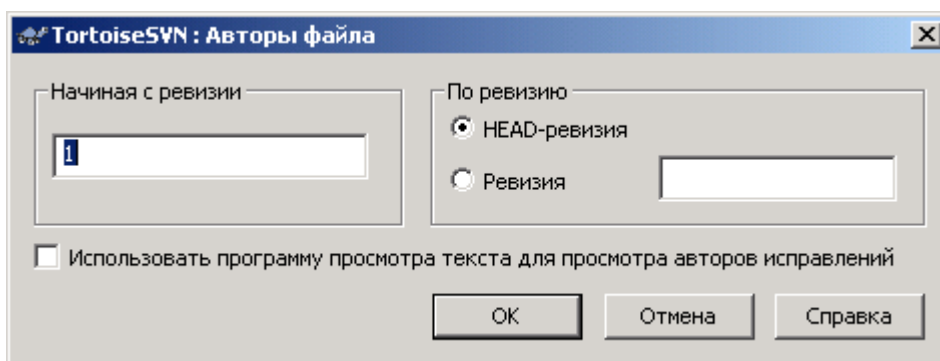 TortoiseSVN : Авторы файла
Начиная с ревизии
1
По ревизию
HEAD-ревизия
Ревизия
Использовать программу просмотра текста для просмотра авторов исправлений
OK
Отмена
Справка